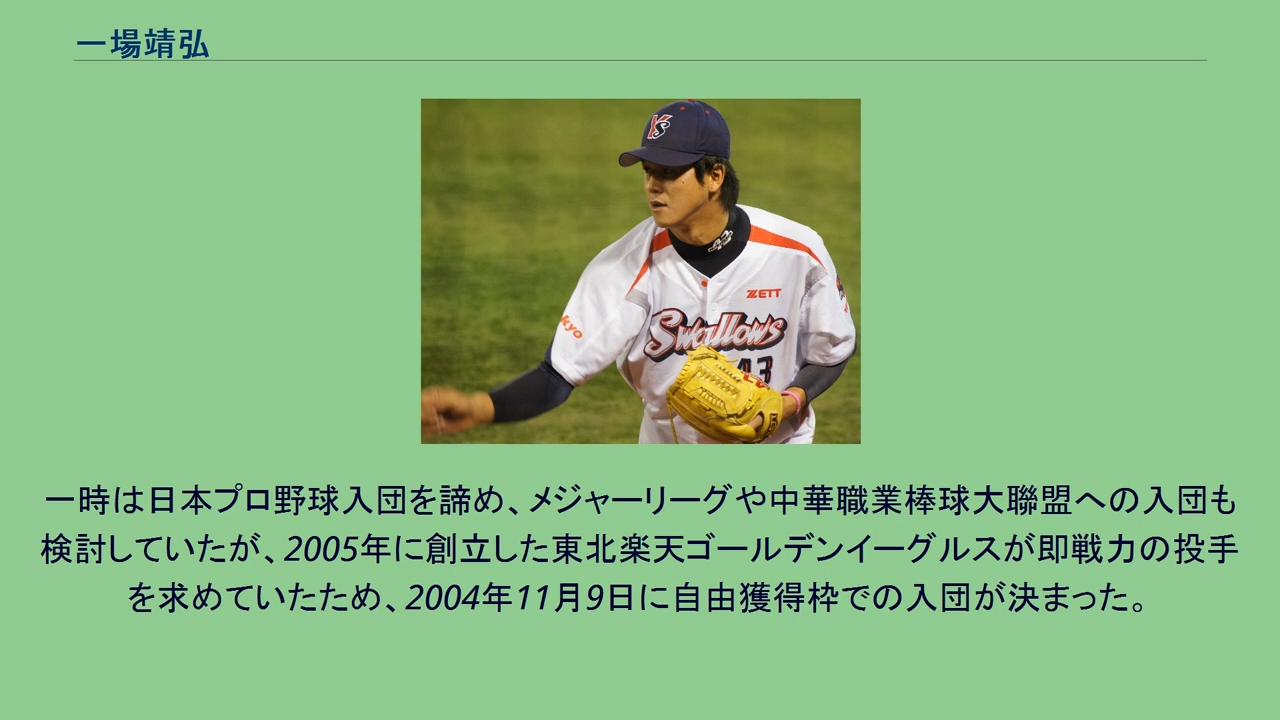 一場靖弘
YS
ZETT
kyo
Swallows
43
一時は日本プロ野球入団を諦め、メジャーリーグや中華職業棒球大聯盟への入団も
検討していたが、2005年に創立した東北楽天ゴールデンイーグルスが即戦力の投手
を求めていたため、2004年11月9日に自由獲得枠での入団が決まった。